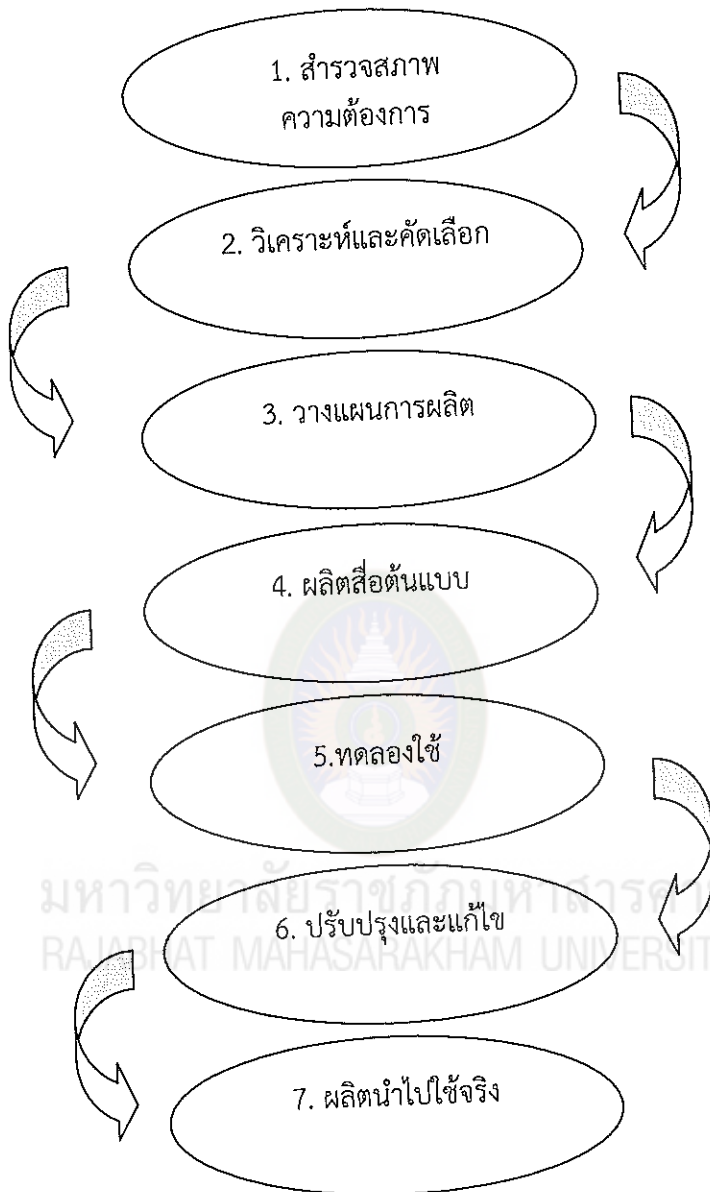 1. สำรวจสภาพ
ความต้องการ
2. วิเคราะห์และคัดเลือก
3. วางแผนการผลิต
4. ผลิตสื่อต้นแบบ
5.ทดลองใช้
มหาวิทยาลัยราชภัฏมหาสารคา
6. ปรับปรุงและแก้ไข
RAJABHAT MAHASARAKHAM UNIVERSIT
7. ผลิตนำไปใช้จริง